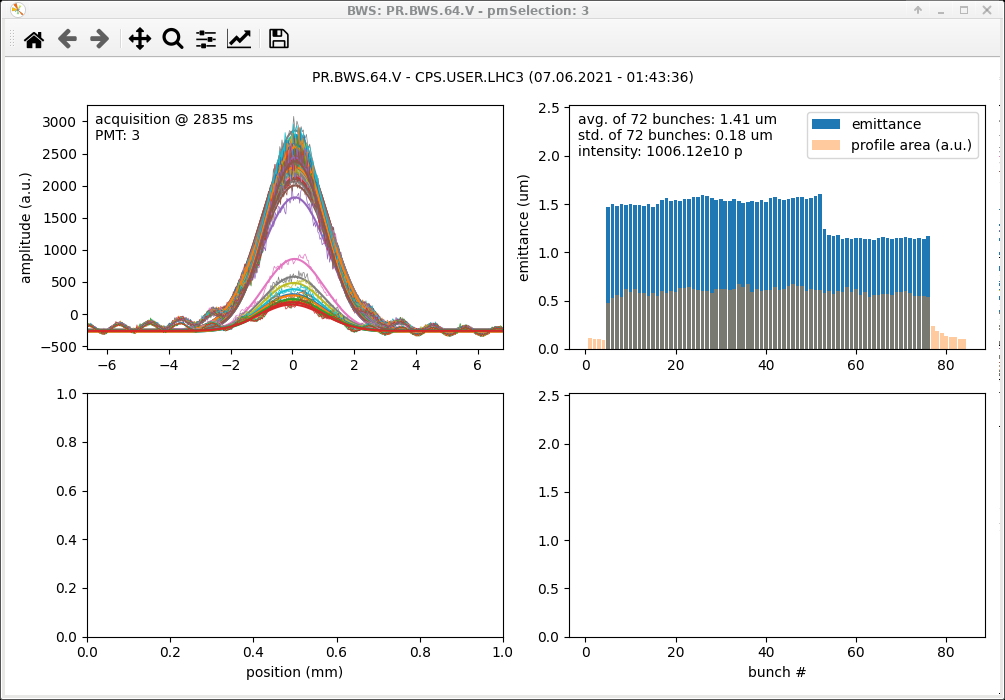 BWS: PR.BWS.64.V - pmSelection: 3
PR.BWS.64.V - CPS.USER.LHC3 (07.06.2021 - 01:43:36)
acquisition @ 2835 ms
PMT: 3
amplitude (a.u.)
3000
2500
2000
1500
1000
500
0
−500
−6 −4 −2 0 2 4 6
avg. of 72 bunches: 1.41 um
std. of 72 bunches: 0.18 um
intensity: 1006.12e10 p
emittance
profile area (a.u.)
emittance (um)
2.5
2.0
1.5
1.0
0.5
0.0
0 20 40 60 80
1.0
0.8
0.6
0.4
0.2
0.0
0.0 0.2 0.4 0.6 0.8 1.0
position (mm)
2.5
2.0
1.5
1.0
0.5
0.0
0 20 40 60 80
bunch #